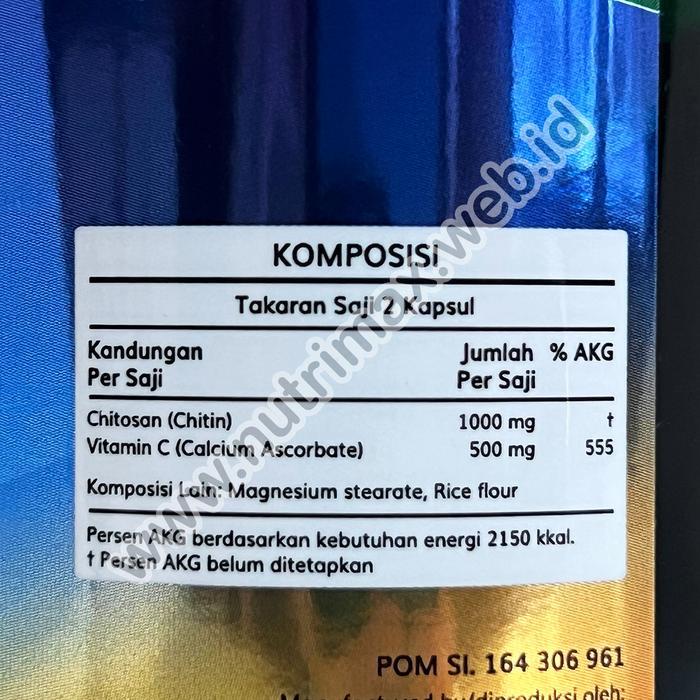 KOMPOSISI
Takaran Saji 2 Kapsul
Kandungan Per Saji Jumlah Per Saji % AKG
Chitosan (Chitin) 1000 mg †
Vitamin C (Calcium Ascorbate) 500 mg 555
Komposisi Lain: Magnesium stearate, Rice flour
Persen AKG berdasarkan kebutuhan energi 2150 kkal.
† Persen AKG belum ditetapkan
POM SI. 164 306 961
www.nutrimax.web.id